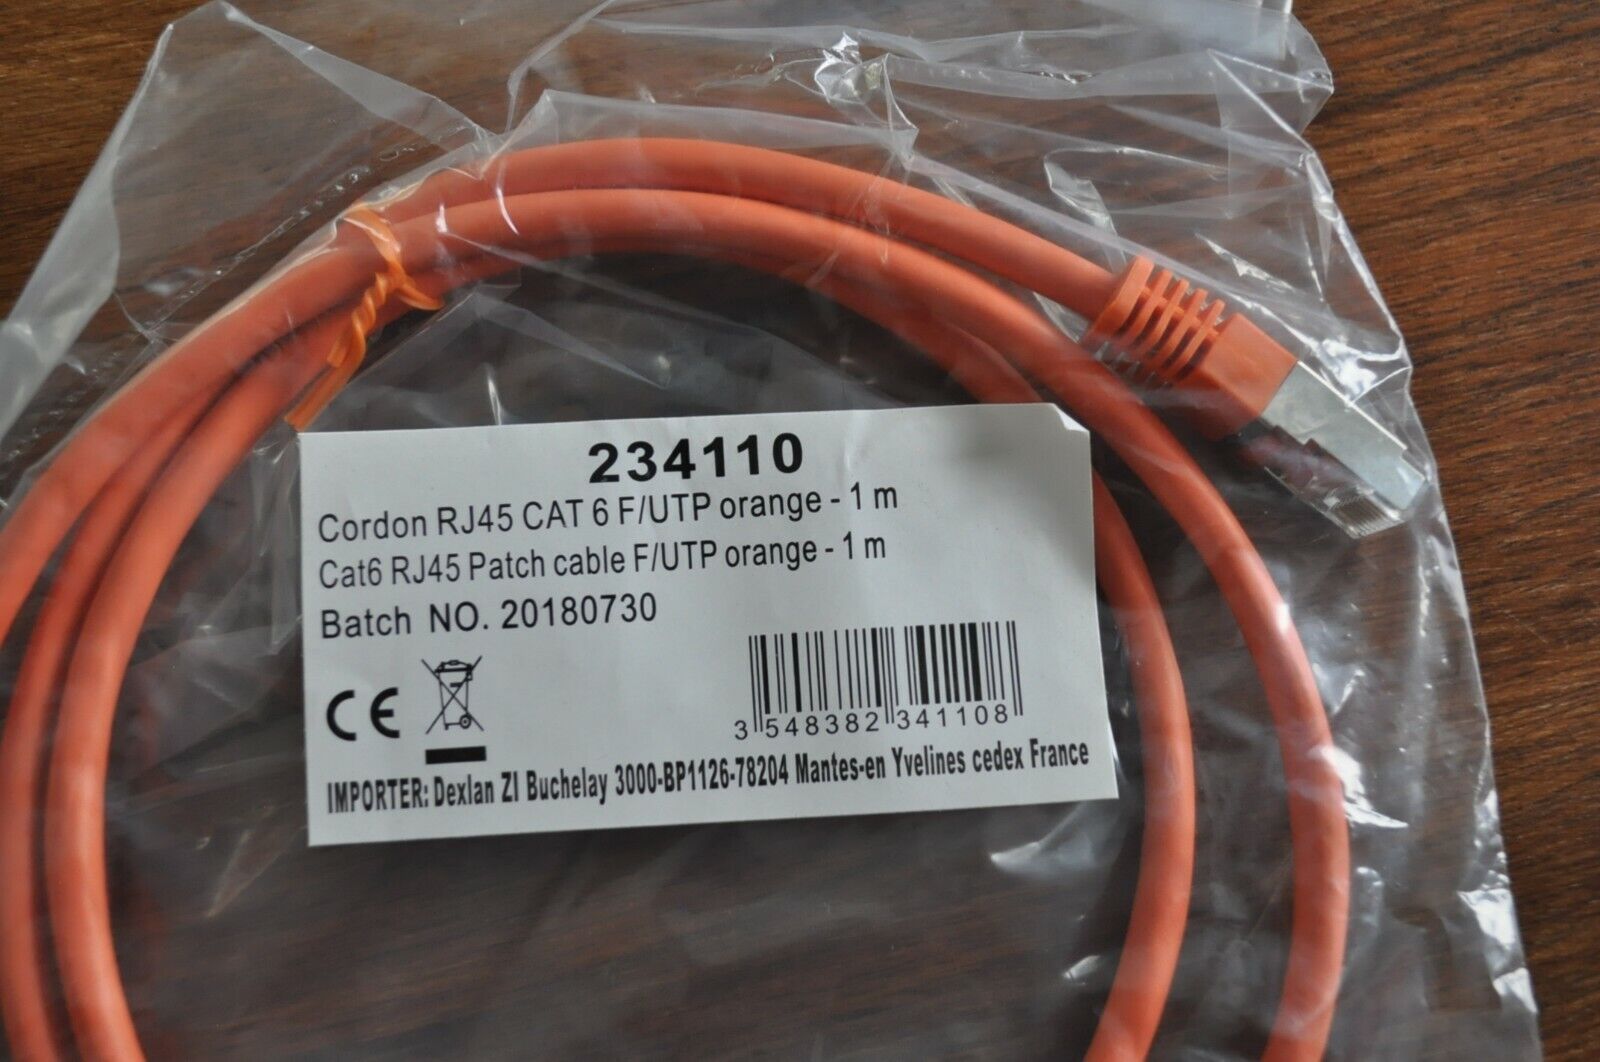 234110
Cordon RJ45 CAT 6 F/UTP orange - 1 m
Cat6 RJ45 Patch cable F/UTP orange - 1 m
Batch NO. 20180730
CE
3 548382 341108
IMPORTER: Dexlan ZI Buchelay 3000-BP1126-78204 Mantes-en Yvelines cedex France